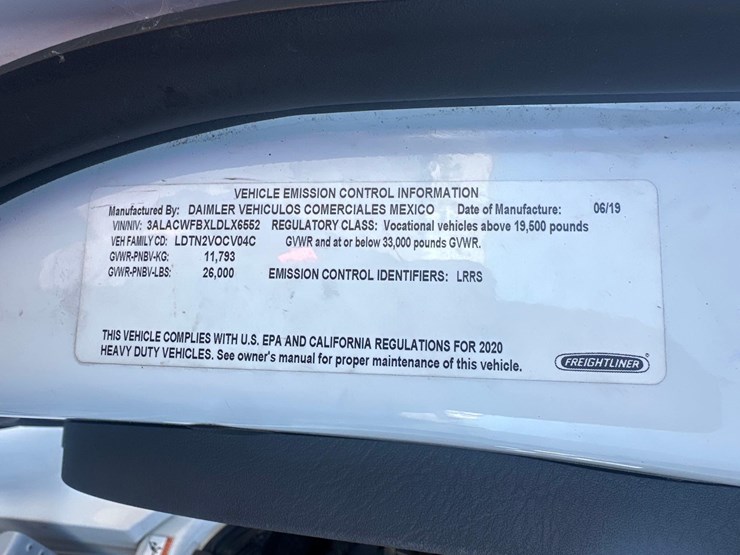 VEHICLE EMISSION CONTROL INFORMATION
Manufactured By: DAIMLER VEHICULOS COMERCIALES MEXICO Date of Manufacture: 06/19
VIN/NIV: 3ALACWFBXLDLX6552 REGULATORY CLASS: Vocational vehicles above 19,500 pounds
VEH FAMILY CD: LDTN2VOCV04C GVWR and at or below 33,000 pounds GVWR.
GVWR-PNBV-KG: 11,793
GVWR-PNBV-LBS: 26,000 EMISSION CONTROL IDENTIFIERS: LRRS
THIS VEHICLE COMPLIES WITH U.S. EPA AND CALIFORNIA REGULATIONS FOR 2020
HEAVY DUTY VEHICLES. See owner's manual for proper maintenance of this vehicle.
FREIGHTLINER